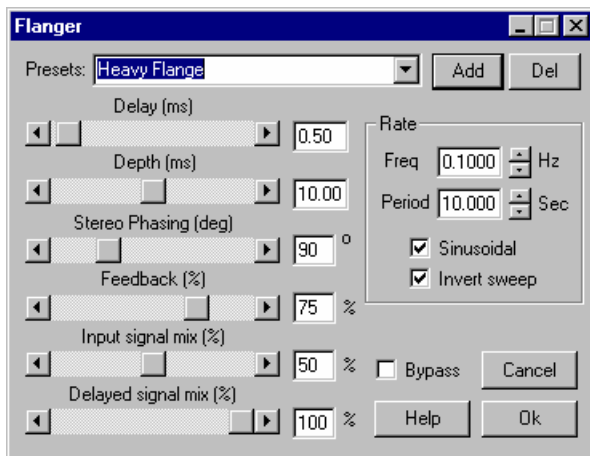 Flanger
Presets: Heavy Flange Add Del
Delay (ms)
0.50
Depth (ms)
10.00
Stereo Phasing (deg)
90 °
Feedback (%)
75 %
Input signal mix (%)
50 %
Delayed signal mix (%)
100 %
Rate
Freq 0.1000 Hz
Period 10.000 Sec
Sinusoidal
Invert sweep
Bypass Cancel
Help Ok